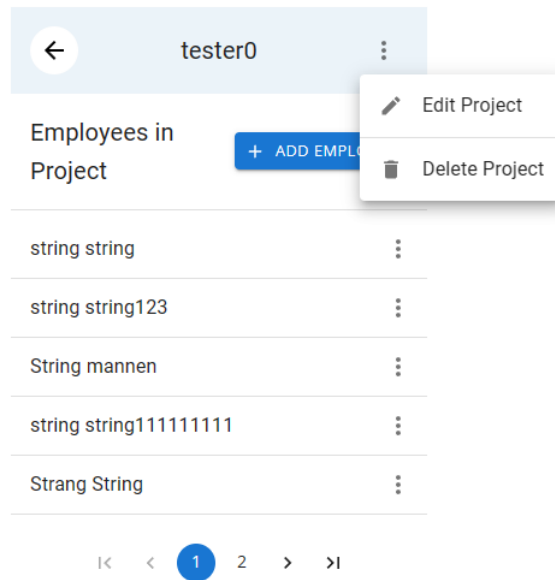 tester0
Edit Project
Delete Project
Employees in
Project
+ ADD EMPLO
string string
string string123
String mannen
string string111111111
Strang String
1 2